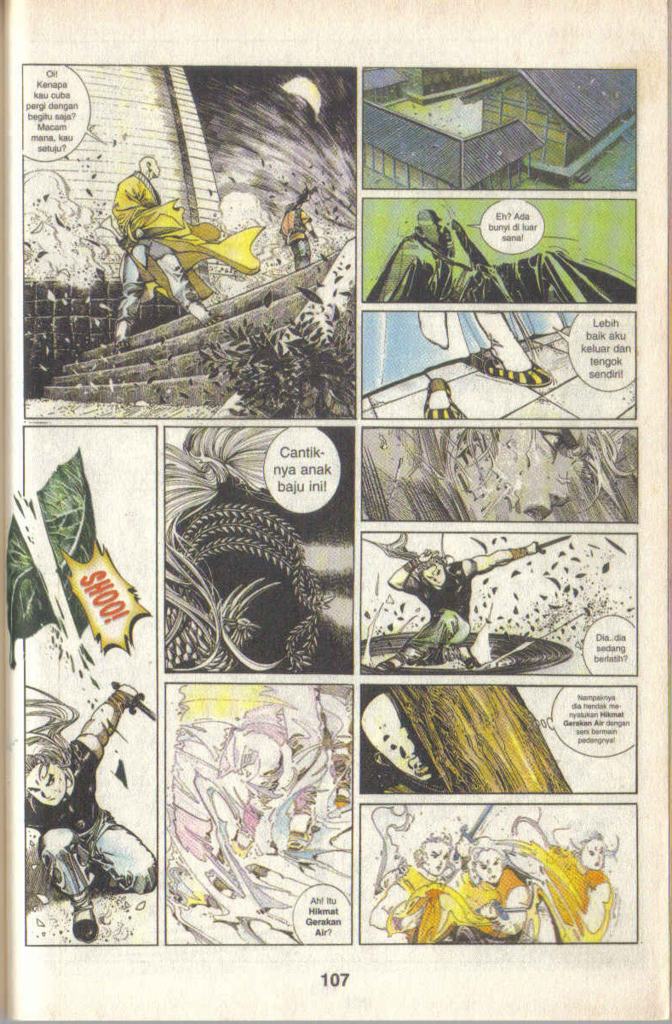 Oi!
Kenapa
kau cuba
pergi dengan
begitu saja?
Macam
mana, kau
setuju?
Eh? Ada
bunyi di luar
sana!
Lebih
baik aku
keluar dan
tengok
sendiri!
SHOO!
Cantik-
nya anak
baju ini!
Dia..dia
sedang
berlatih?
Nampaknya
dia hendak me-
nyatukan Hikmat
Gerakan Air dengan
seni bermain
pedangnya!
Ah! Itu
Hikmat
Gerakan
Air?
107